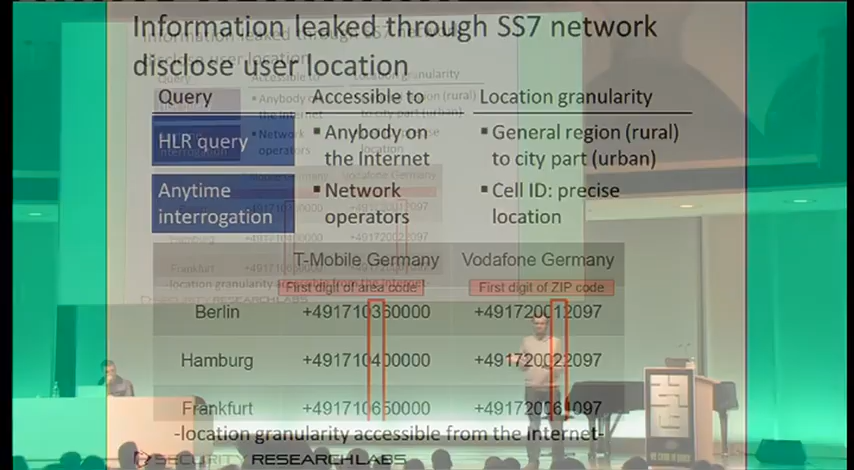 Information leaked through SS7 network
disclose user location
Query Accessible to Location granularity
HLR query ▪ Anybody on the Internet ▪ General region (rural) to city part (urban)
Anytime interrogation ▪ Network operators ▪ Cell ID: precise location
T-Mobile Germany Vodafone Germany
First digit of area code First digit of ZIP code
Berlin +491710360000 +491720012097
Hamburg +491710400000 +491720022097
Frankfurt +491710650000 +491720061097
-location granularity accessible from the Internet-
SECURITY RESEARCHLABS